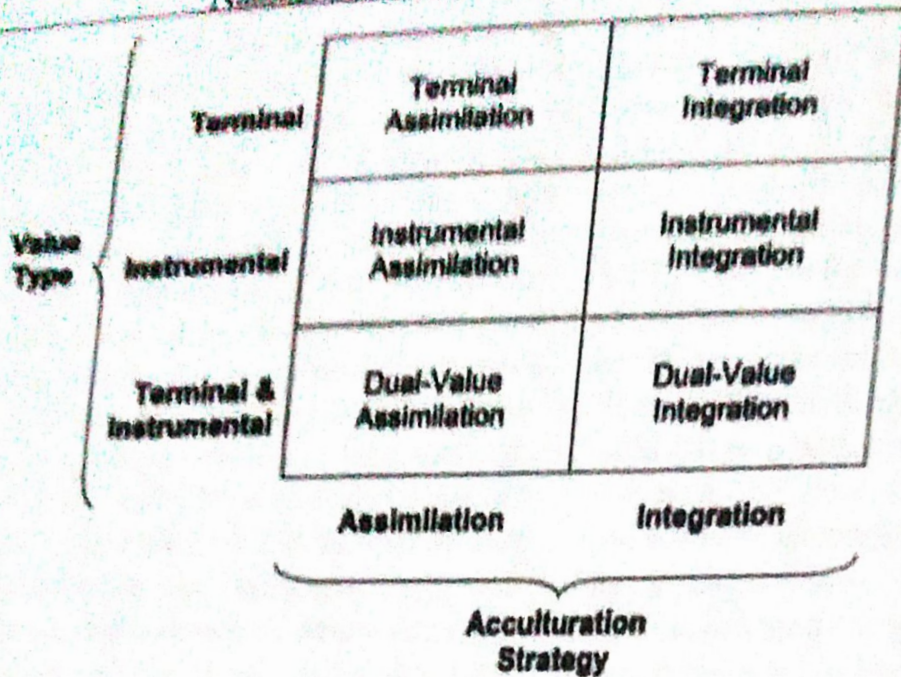 Terminal
Terminal
Assimilation
Terminal
Integration
Value
Type
Instrumental
Instrumental
Assimilation
Instrumental
Integration
Terminal &
Instrumental
Dual-Value
Assimilation
Dual-Value
Integration
Assimilation
Integration
Acculturation
Strategy